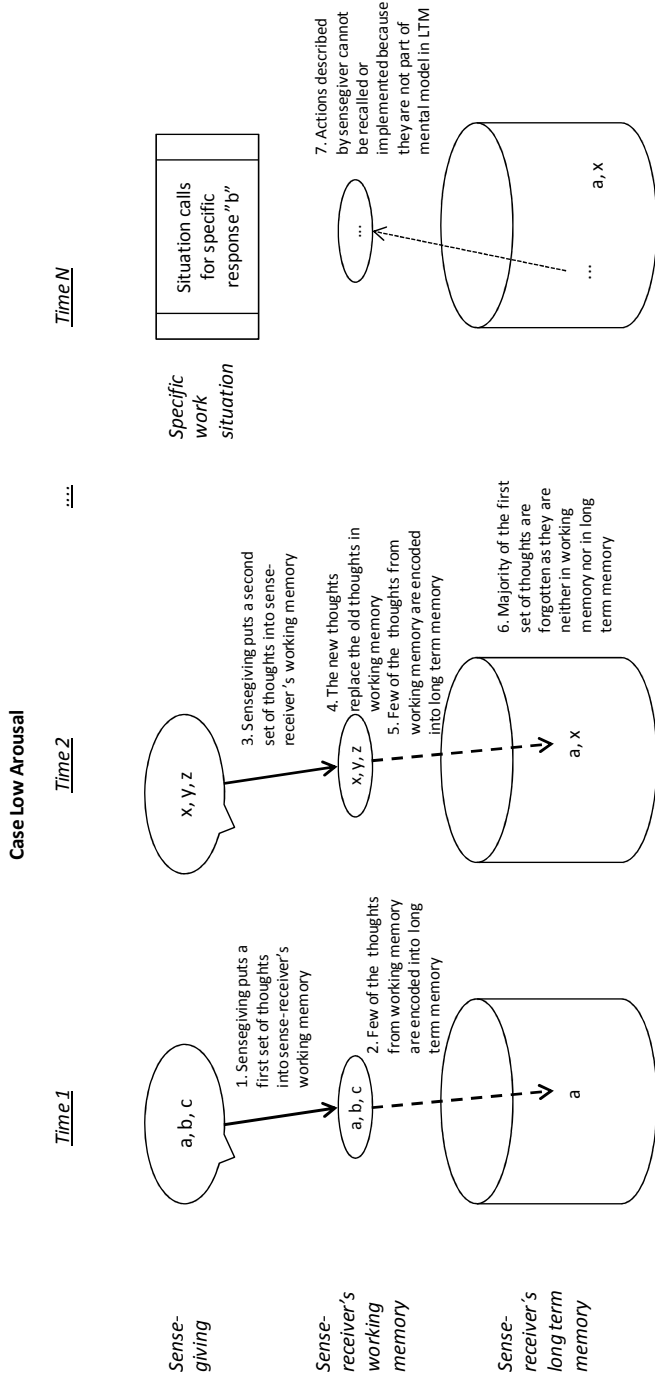 Case Low Arousal
Time 1
Time 2
....
Time N
Sense-
giving
a, b, c
1. Sensegiving puts a
first set of thoughts
into sense-receiver's
working memory
x, y, z
3. Sensegiving puts a second
set of thoughts into sense-
receiver's working memory
Specific
work
situation
Situation calls
for specific
response "b"
Sense-
receiver's
working
memory
a, b, c
2. Few of the thoughts
from working memory
are encoded into long
term memory
x, y, z
4. The new thoughts
replace the old thoughts in
working memory
5. Few of the thoughts from
working memory are encoded
into long term memory
...
7. Actions described
by sensegiver cannot
be recalled or
implemented because
they are not part of
mental model in LTM
Sense-
receiver's
long term
memory
a
a, x
6. Majority of the first
set of thoughts are
forgotten as they are
neither in working
memory nor in long
term memory
...
a, x